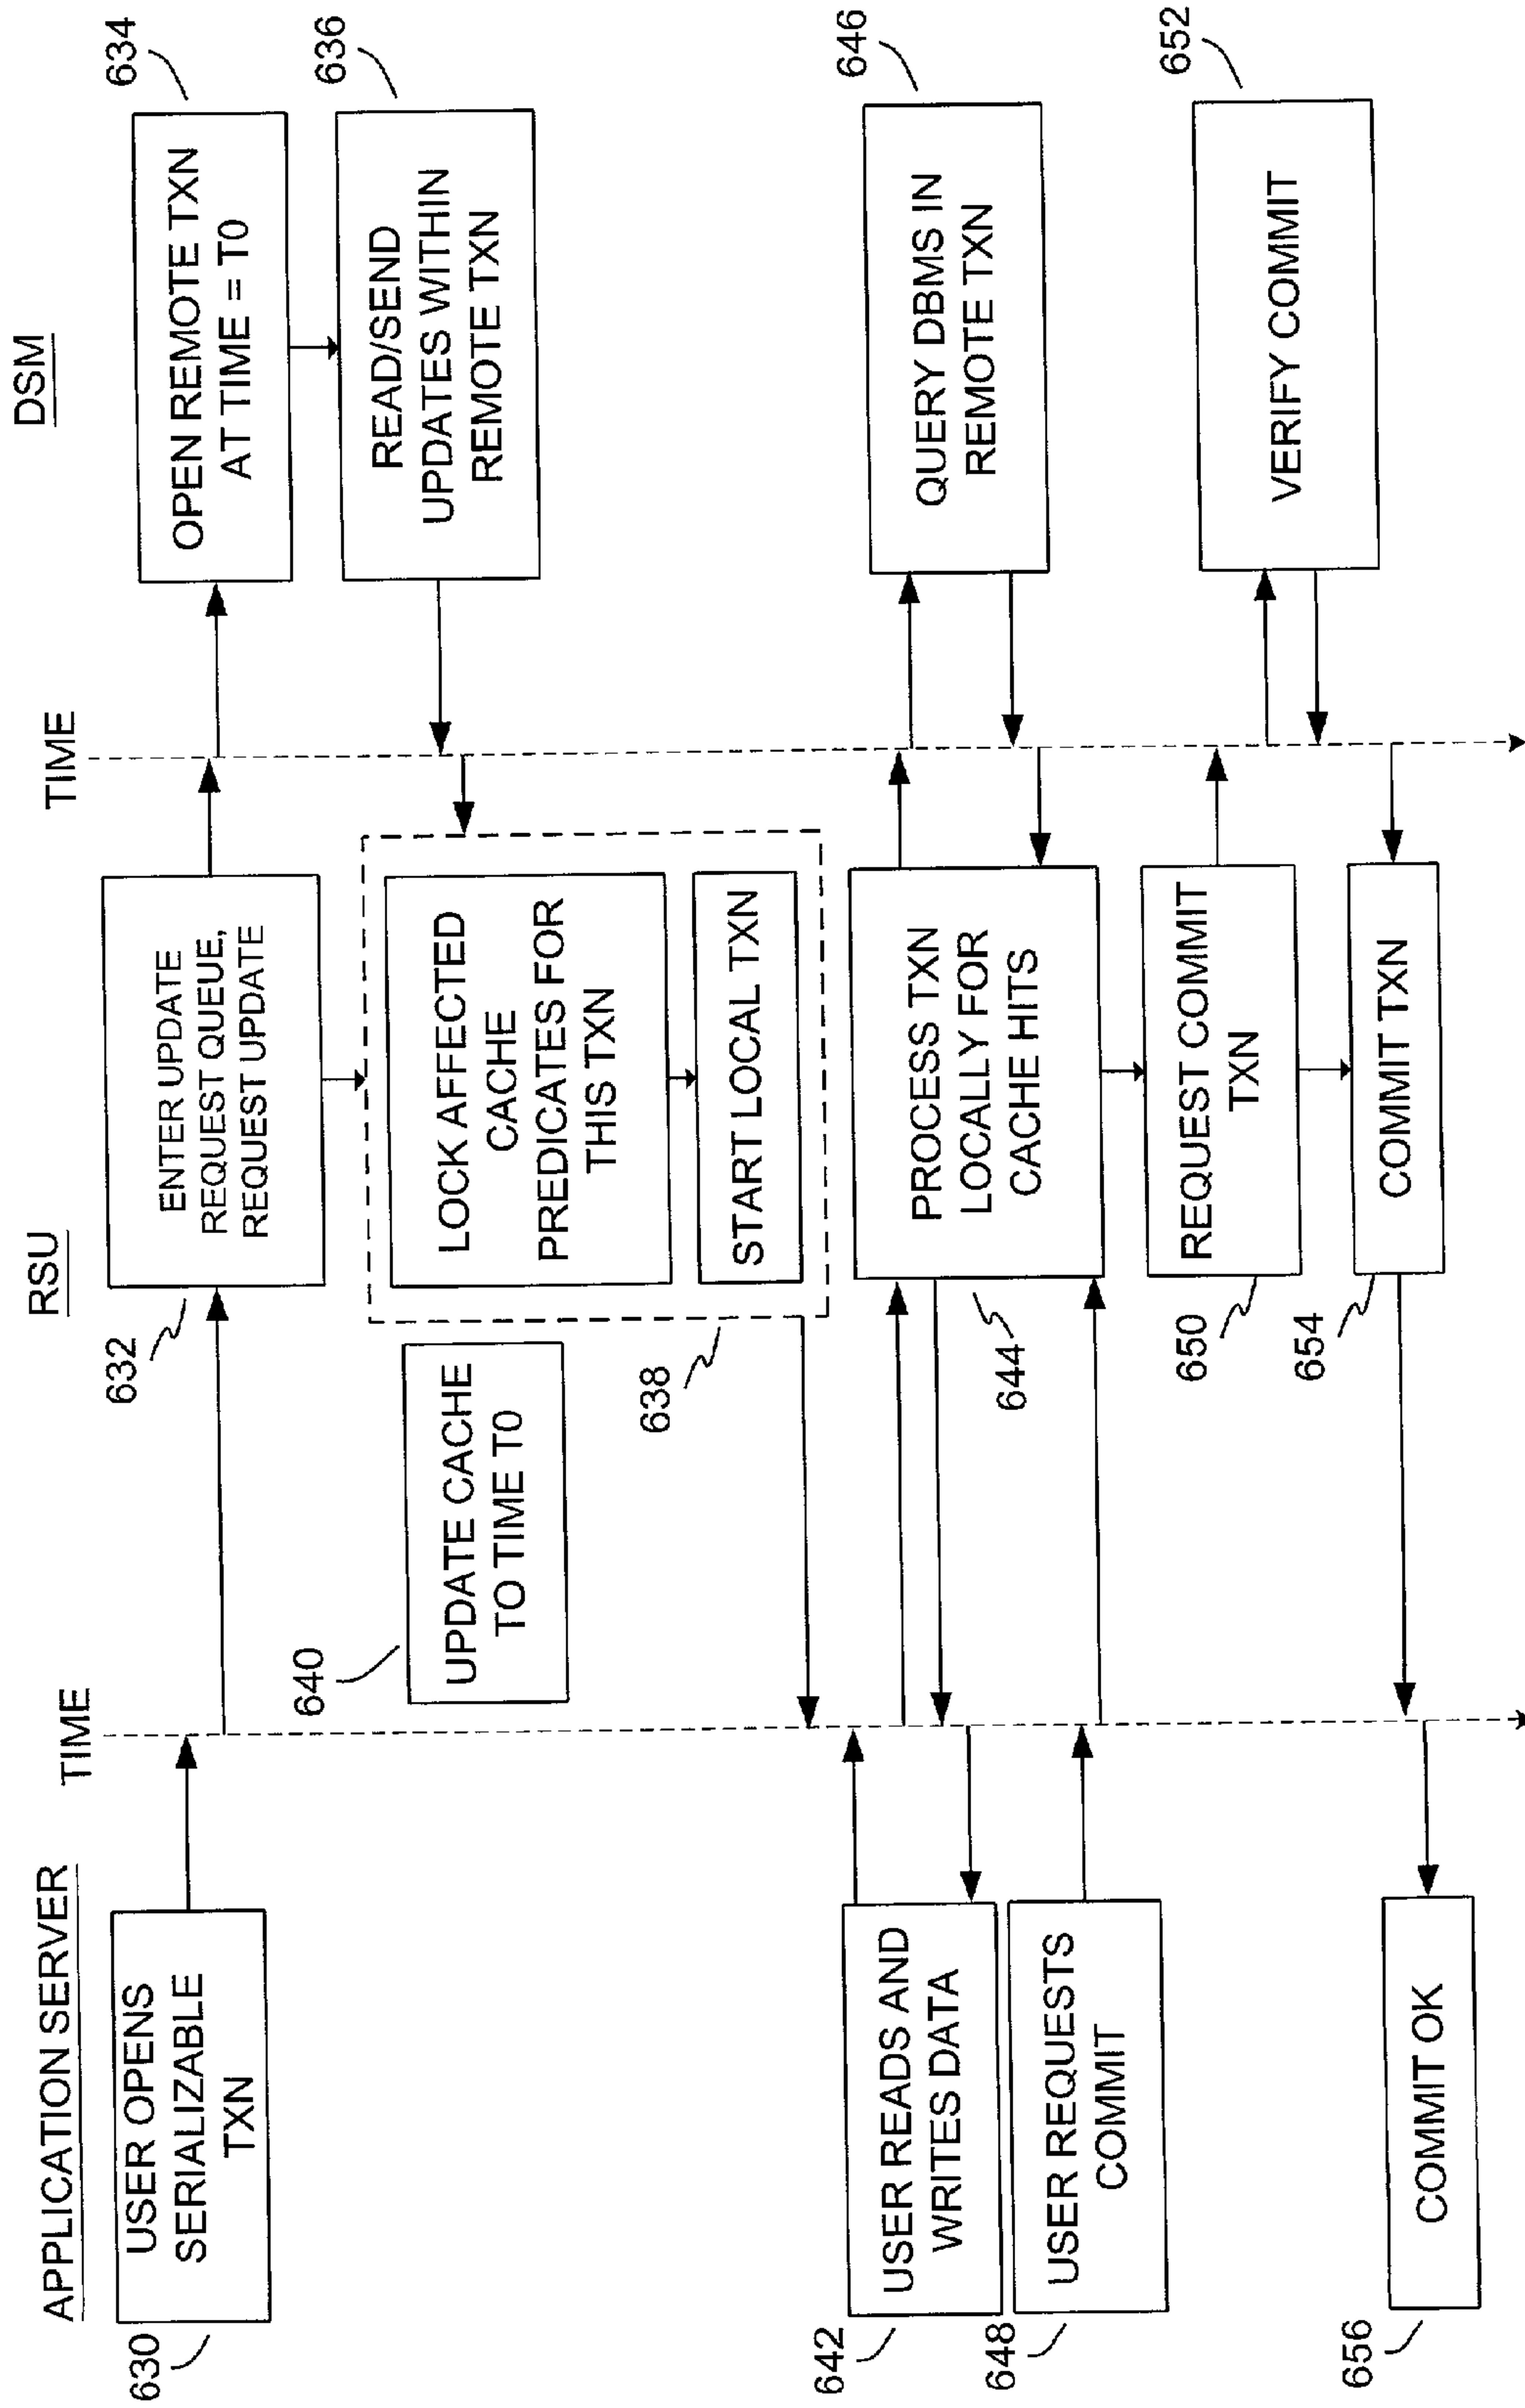 APPLICATION SERVER
TIME
RSU
TIME
DSM
630
USER OPENS
SERIALIZABLE
TXN
632
ENTER UPDATE
REQUEST QUEUE,
REQUEST UPDATE
634
OPEN REMOTE TXN
AT TIME = T0
636
READ/SEND
UPDATES WITHIN
REMOTE TXN
640
UPDATE CACHE
TO TIME T0
638
LOCK AFFECTED
CACHE
PREDICATES FOR
THIS TXN
START LOCAL TXN
642
USER READS AND
WRITES DATA
644
PROCESS TXN
LOCALLY FOR
CACHE HITS
646
QUERY DBMS IN
REMOTE TXN
648
USER REQUESTS
COMMIT
650
REQUEST COMMIT
TXN
652
VERIFY COMMIT
654
COMMIT TXN
656
COMMIT OK